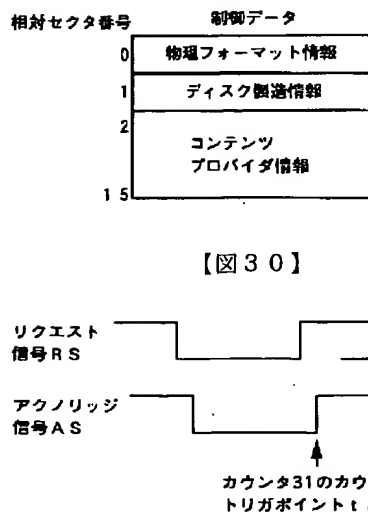 相対セクタ番号 制御データ
0 物理フォーマット情報
1 ディスク製造情報
2
コンテンツ
プロバイダ情報
15
【図30】
リクエスト
信号RS
アクノリッジ
信号AS
カウンタ31のカウ
トリガポイントt